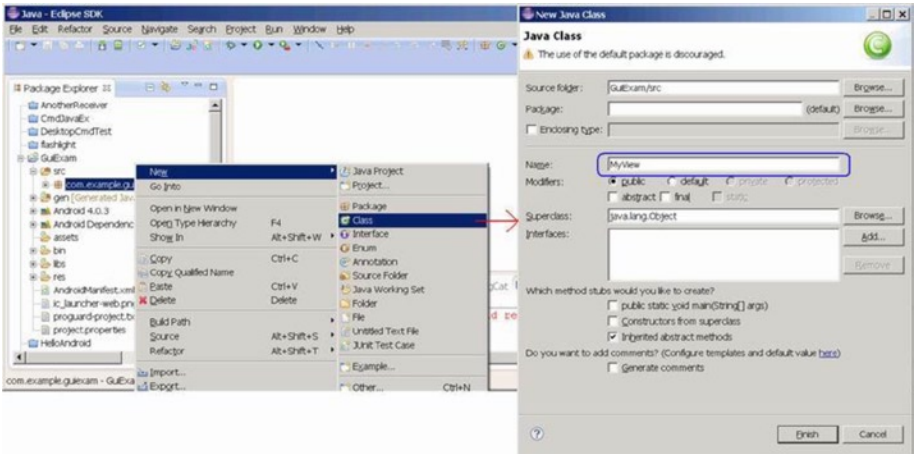 Java - Eclipse SDK
File Edit Refactor Source Navigate Search Project Run Window Help
Package Explorer
AnotherReceiver
CmdJavaEx
DesktopCmdTest
flashlight
GuiExam
src
com.example.gu
gen [Generated Jav
Android 4.0.3
Android Dependenc
assets
bin
libs
res
AndroidManifest.xml
ic_launcher-web.pn
proguard-project.tx
project.properties
HelloAndroid
com.example.guiexam - GuiExa
New
Go Into
Open in New Window
Open Type Hierarchy F4
Show In Alt+Shift+W
Copy Ctrl+C
Copy Qualified Name
Paste Ctrl+V
Delete Delete
Build Path
Source Alt+Shift+S
Refactor Alt+Shift+T
Import...
Export...
Java Project
Project...
Package
Class
Interface
Enum
Annotation
Source Folder
Java Working Set
Folder
File
Untitled Text File
JUnit Test Case
Example...
Other... Ctrl+N
gCat
d re
New Java Class
Java Class
The use of the default package is discouraged.
Source folder: GuiExam/src Browse...
Package: (default) Browse...
Enclosing type: Browse...
Name: MyView
Modifiers: public default private protected
abstract final static
Superclass: java.lang.Object Browse...
Interfaces: Add...
Remove
Which method stubs would you like to create?
public static void main(String[] args)
Constructors from superclass
Inherited abstract methods
Do you want to add comments? (Configure templates and default value here)
Generate comments
Finish Cancel